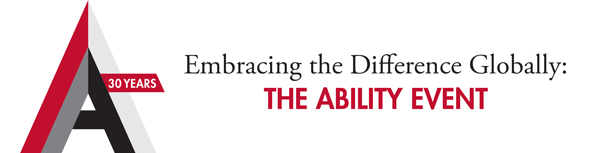 A
30 YEARS
Embracing the Difference Globally:
THE ABILITY EVENT